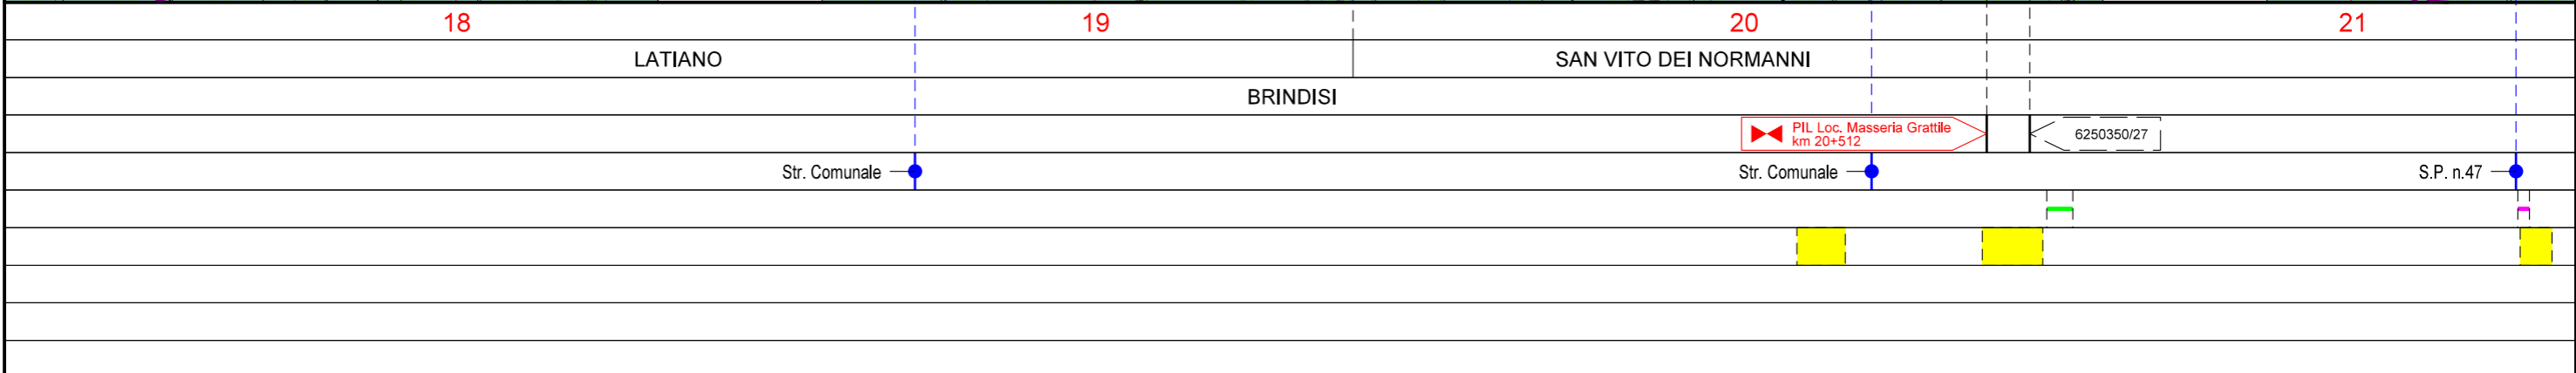 18 19 20 21
LATIANO SAN VITO DEI NORMANNI
BRINDISI
PIL Loc. Masseria Grattile
km 20+512
6250350/27
Str. Comunale Str. Comunale S.P. n.47